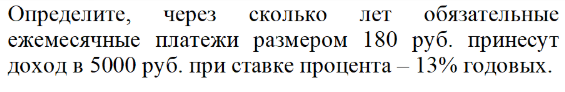 Определите, через сколько лет обязательные
ежемесячные платежи размером 180 руб. принесут
доход в 5000 руб. при ставке процента – 13% годовых.